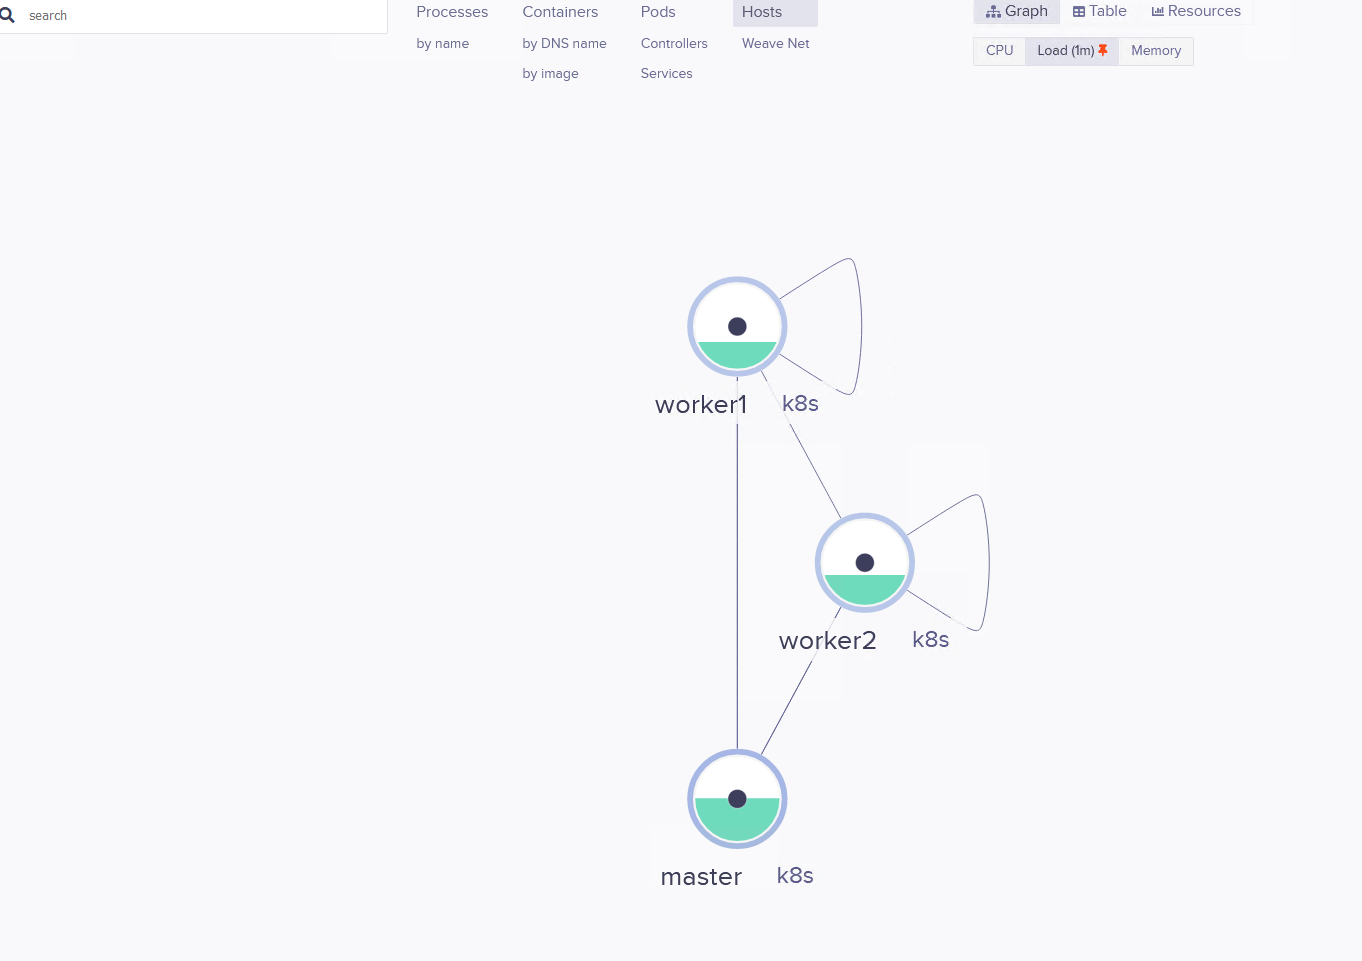 search
Processes Containers Pods Hosts Graph Table Resources
by name by DNS name Controllers Weave Net CPU Load (1m) Memory
by image Services
worker1 k8s
worker2 k8s
master k8s